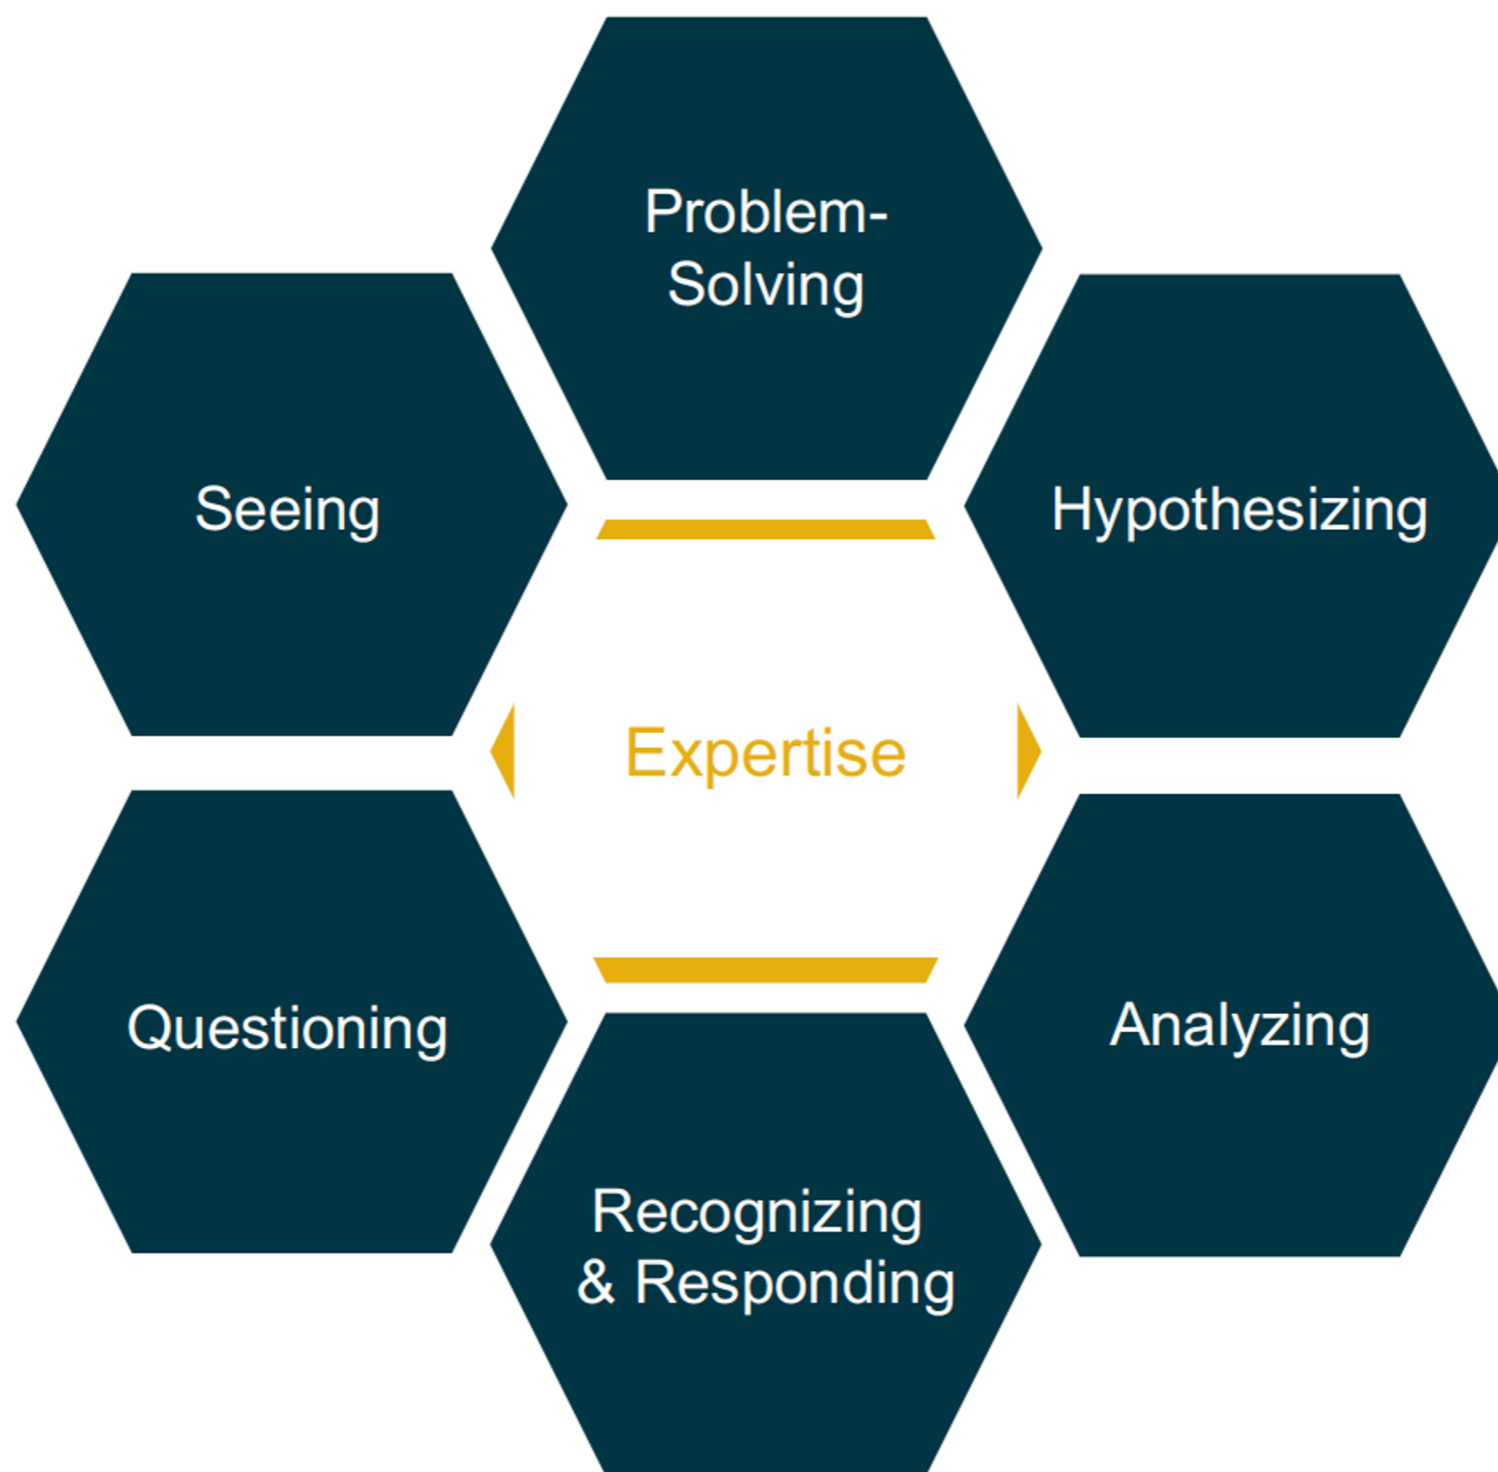 Problem-
Solving
Seeing
Hypothesizing
Expertise
Questioning
Analyzing
Recognizing
& Responding